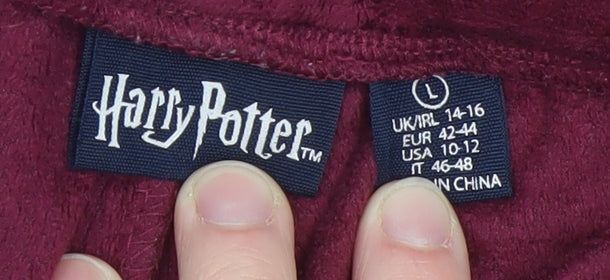 Harry Potter™
L
UK/IRL 14-16
EUR 42-44
USA 10-12
IT 46-48
IN CHINA